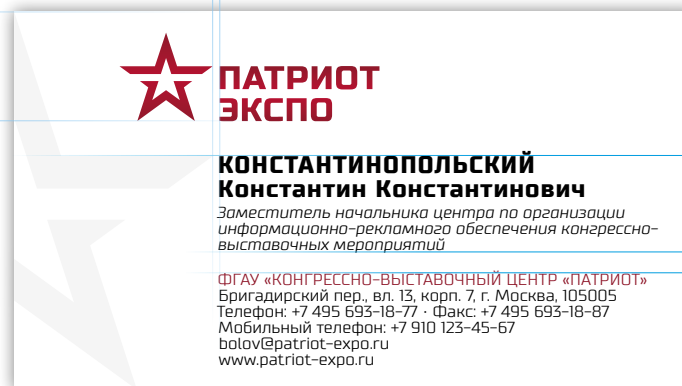 ПАТРИОТ
ЭКСПО
КОНСТАНТИНОПОЛЬСКИЙ
Константин Константинович
Заместитель начальника центра по организации
информационно-рекламного обеспечения конгрессно-
выставочных мероприятий
ФГАУ «КОНГРЕССНО-ВЫСТАВОЧНЫЙ ЦЕНТР «ПАТРИОТ»
Бригадирский пер., вл. 13, корп. 7, г. Москва, 105005
Телефон: +7 495 693-18-77 · Факс: +7 495 693-18-87
Мобильный телефон: +7 910 123-45-67
bolov@patriot-expo.ru
www.patriot-expo.ru